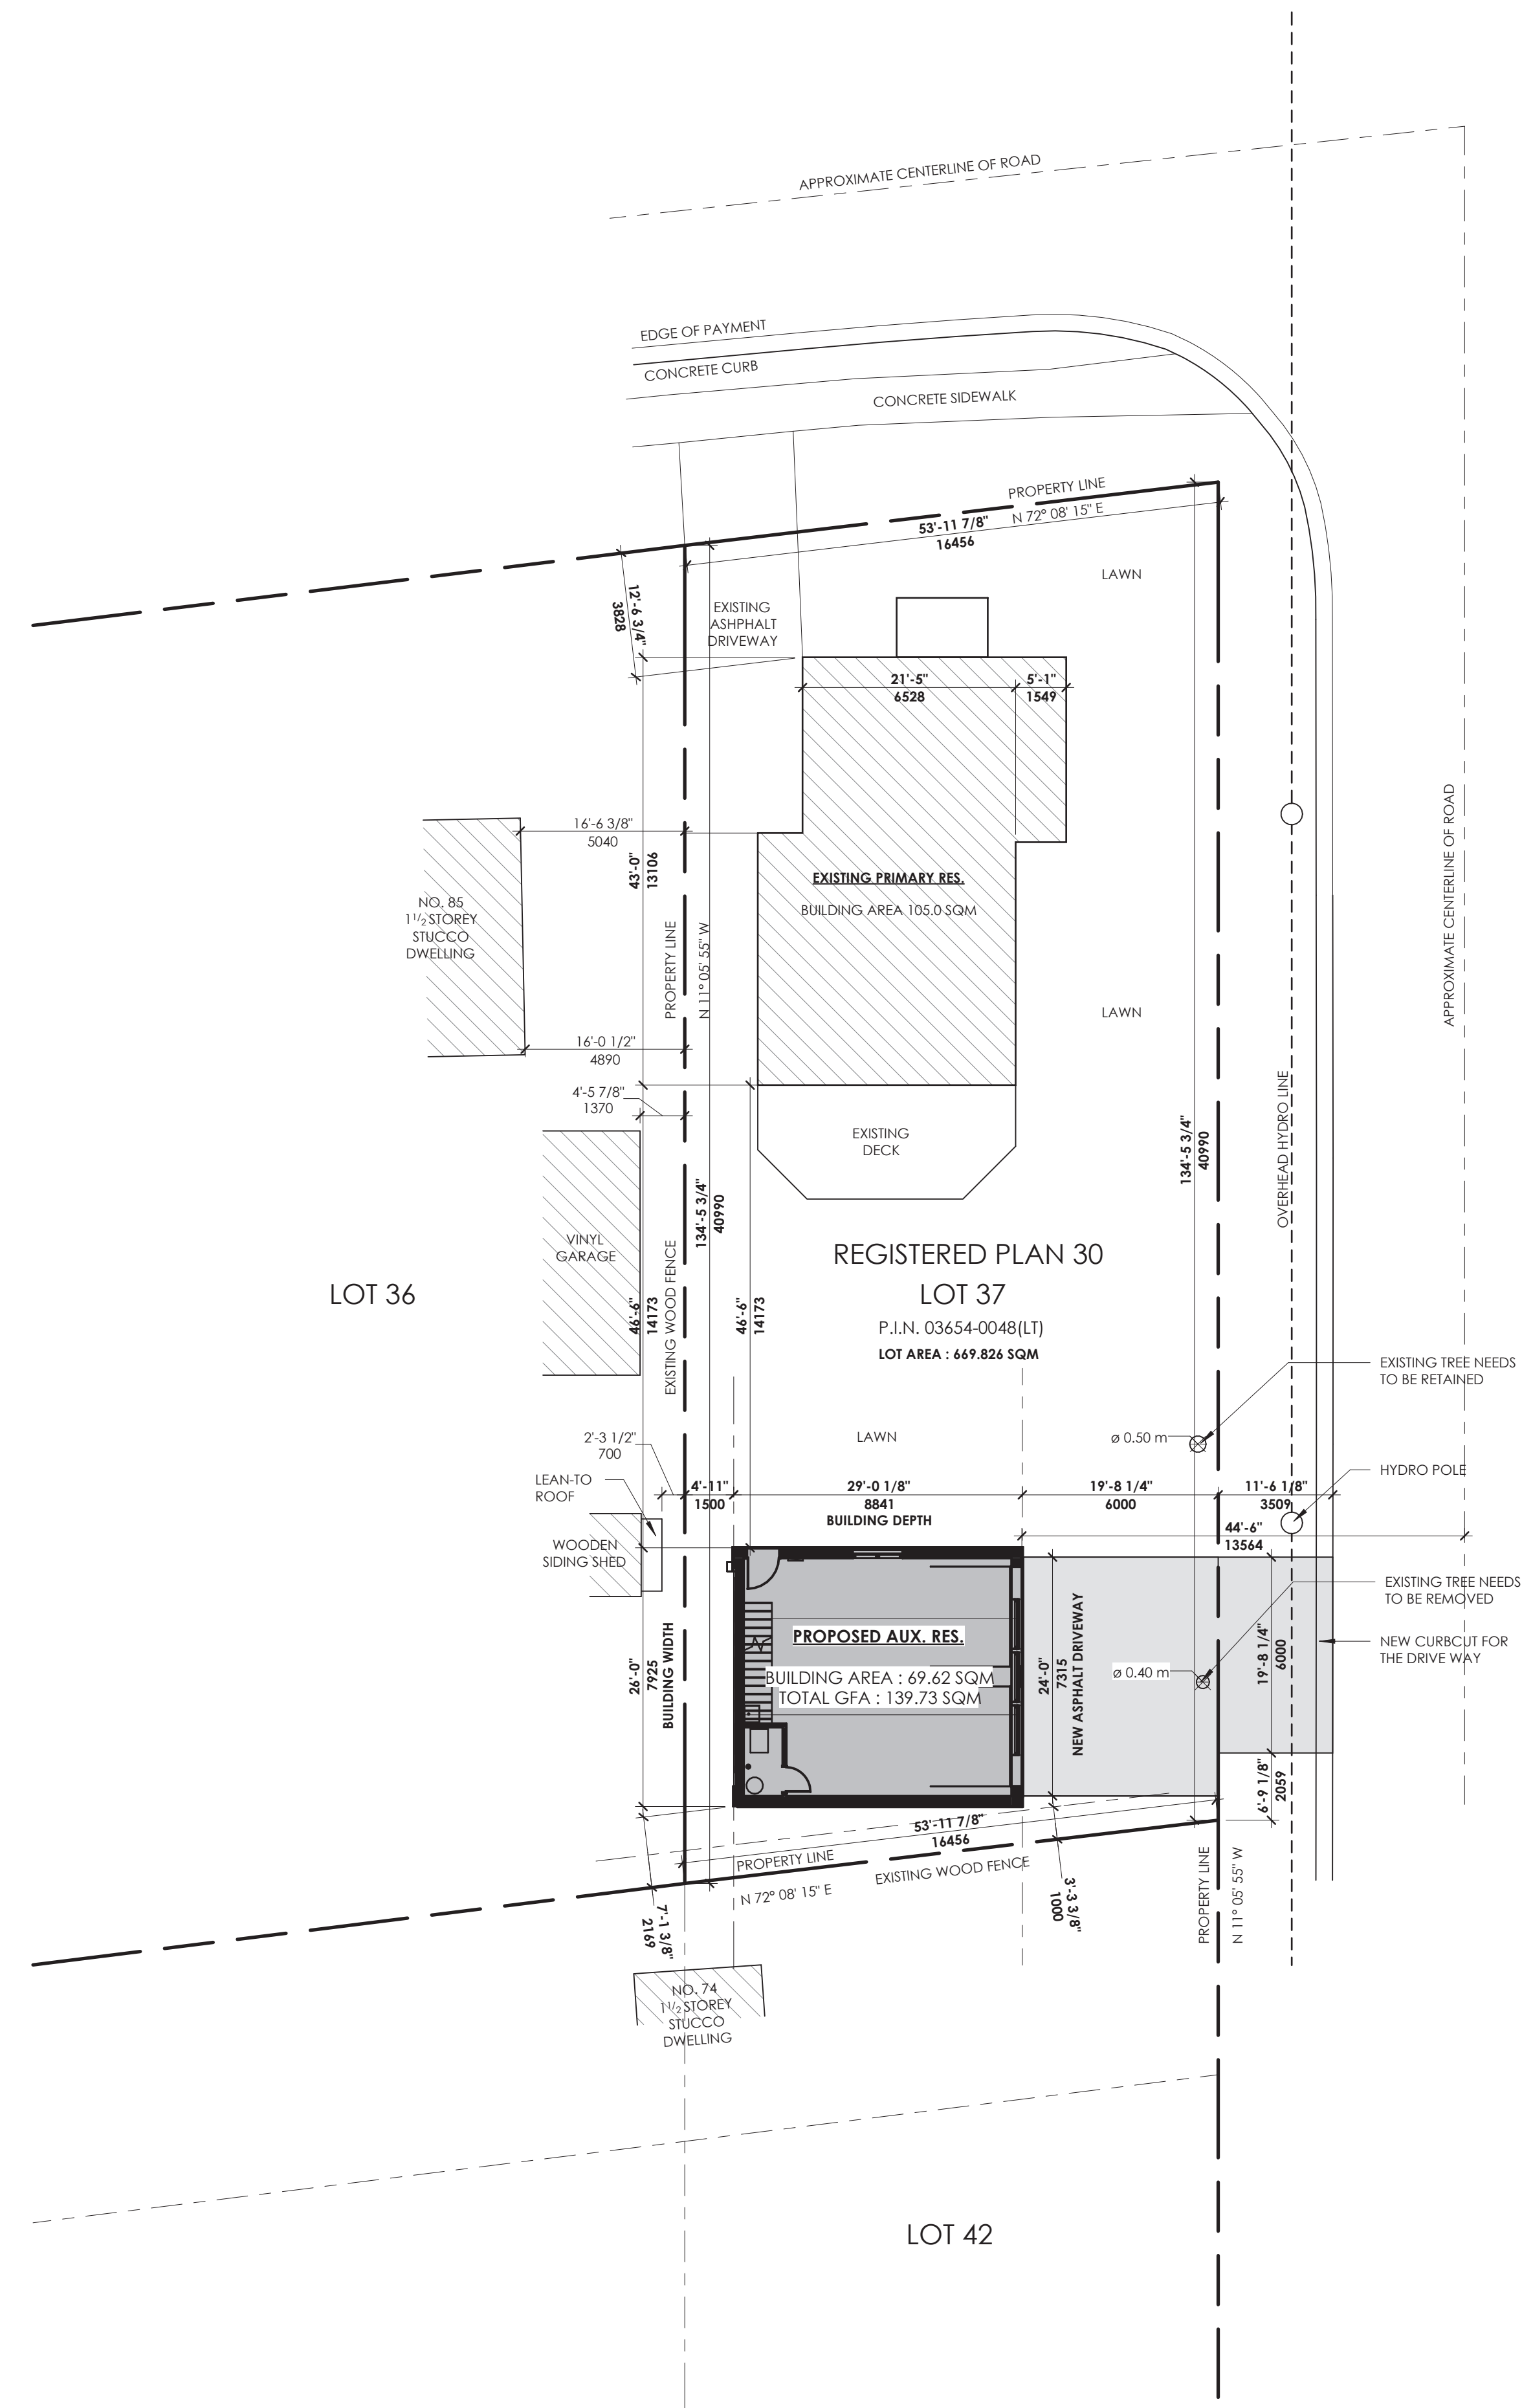 APPROXIMATE CENTERLINE OF ROAD
EDGE OF PAYMENT
CONCRETE CURB
CONCRETE SIDEWALK
PROPERTY LINE
N 72° 08' 15" E
53'-11 7/8"
16456
LAWN
12'-6 3/4"
3828
EXISTING
ASHPHALT
DRIVEWAY
21'-5"
6528
5'-1"
1549
16'-6 3/8"
5040
43'-0"
13106
NO. 85
1 1/2 STOREY
STUCCO
DWELLING
EXISTING PRIMARY RES.
BUILDING AREA 105.0 SQM
PROPERTY LINE
N 11° 05' 55" W
LAWN
APPROXIMATE CENTERLINE OF ROAD
16'-0 1/2"
4890
4'-5 7/8"
1370
EXISTING
DECK
134'-5 3/4"
40990
OVERHEAD HYDRO LINE
134'-5 3/4"
40990
VINYL
GARAGE
EXISTING WOOD FENCE
REGISTERED PLAN 30
LOT 36
LOT 37
46'-6"
14173
46'-6"
14173
P.I.N. 03654-0048(LT)
LOT AREA : 669.826 SQM
EXISTING TREE NEEDS
TO BE RETAINED
2'-3 1/2"
700
LAWN
ø 0.50 m
LEAN-TO
ROOF
HYDRO POLE
4'-11"
1500
29'-0 1/8"
8841
BUILDING DEPTH
19'-8 1/4"
6000
11'-6 1/8"
3509
44'-6"
13564
WOODEN
SIDING SHED
EXISTING TREE NEEDS
TO BE REMOVED
PROPOSED AUX. RES.
BUILDING AREA : 69.62 SQM
TOTAL GFA : 139.73 SQM
26'-0"
7925
BUILDING WIDTH
24'-0"
7315
NEW ASPHALT DRIVEWAY
ø 0.40 m
19'-8 1/4"
6000
NEW CURBCUT FOR
THE DRIVE WAY
6'-9 1/8"
2059
53'-11 7/8"
16456
PROPERTY LINE
EXISTING WOOD FENCE
N 72° 08' 15" E
7'-1 3/8"
2169
3'-3 3/8"
1000
PROPERTY LINE
N 11° 05' 55" W
NO. 74
1 1/2 STOREY
STUCCO
DWELLING
LOT 42